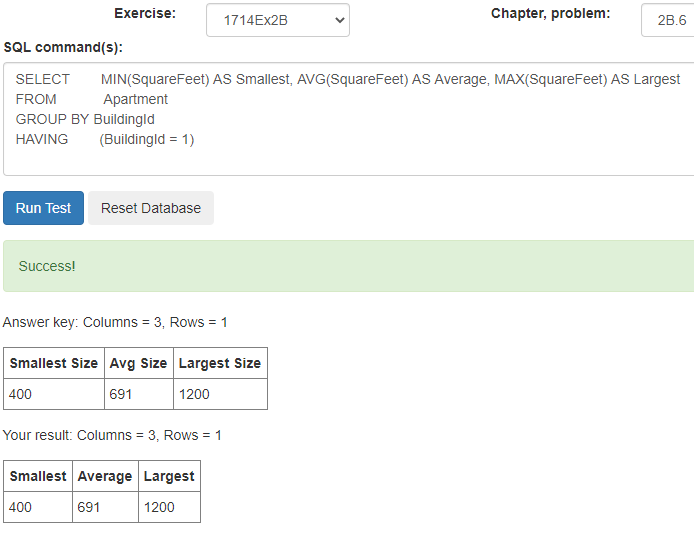 Exercise: 1714Ex2B Chapter, problem: 2B.6
SQL command(s):
SELECT MIN(SquareFeet) AS Smallest, AVG(SquareFeet) AS Average, MAX(SquareFeet) AS Largest
FROM Apartment
GROUP BY BuildingId
HAVING (BuildingId = 1)
Run Test Reset Database
Success!
Answer key: Columns = 3, Rows = 1
Smallest Size Avg Size Largest Size
400 691 1200
Your result: Columns = 3, Rows = 1
Smallest Average Largest
400 691 1200